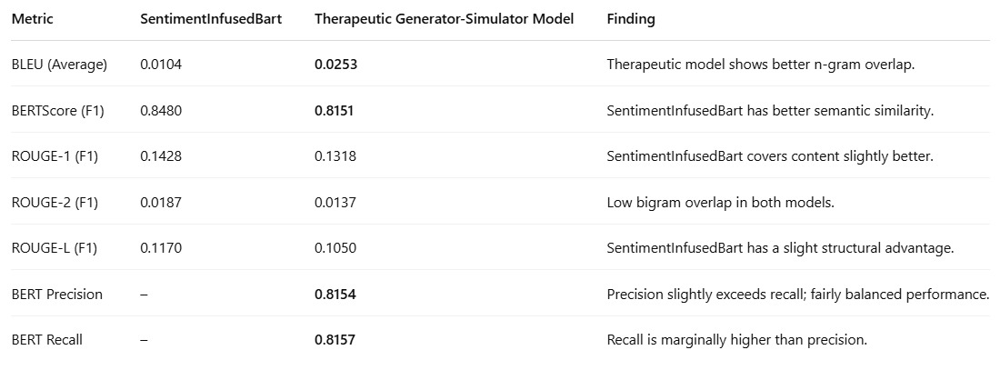 Metric SentimentInfusedBart Therapeutic Generator-Simulator Model Finding
BLEU (Average) 0.0104 0.0253 Therapeutic model shows better n-gram overlap.
BERTScore (F1) 0.8480 0.8151 SentimentInfusedBart has better semantic similarity.
ROUGE-1 (F1) 0.1428 0.1318 SentimentInfusedBart covers content slightly better.
ROUGE-2 (F1) 0.0187 0.0137 Low bigram overlap in both models.
ROUGE-L (F1) 0.1170 0.1050 SentimentInfusedBart has a slight structural advantage.
BERT Precision – 0.8154 Precision slightly exceeds recall; fairly balanced performance.
BERT Recall – 0.8157 Recall is marginally higher than precision.